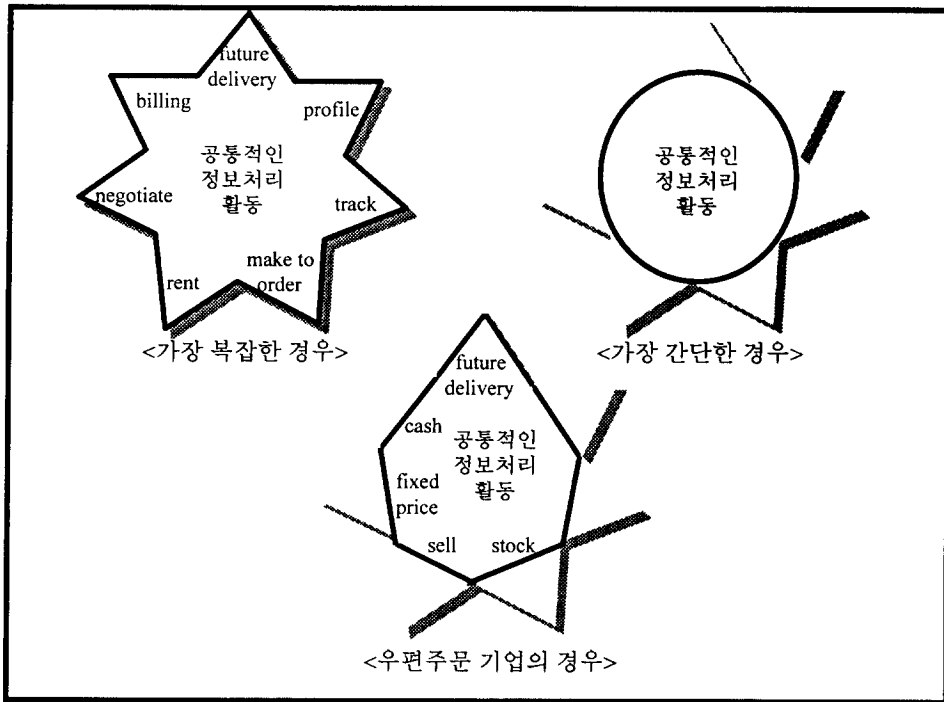 future
delivery
billing
profile
공통적인
정보처리
활동
negotiate
track
rent
make to
order
<가장 복잡한 경우>
공통적인
정보처리
활동
<가장 간단한 경우>
future
delivery
cash
공통적인
정보처리
활동
fixed
price
sell
stock
<우편주문 기업의 경우>